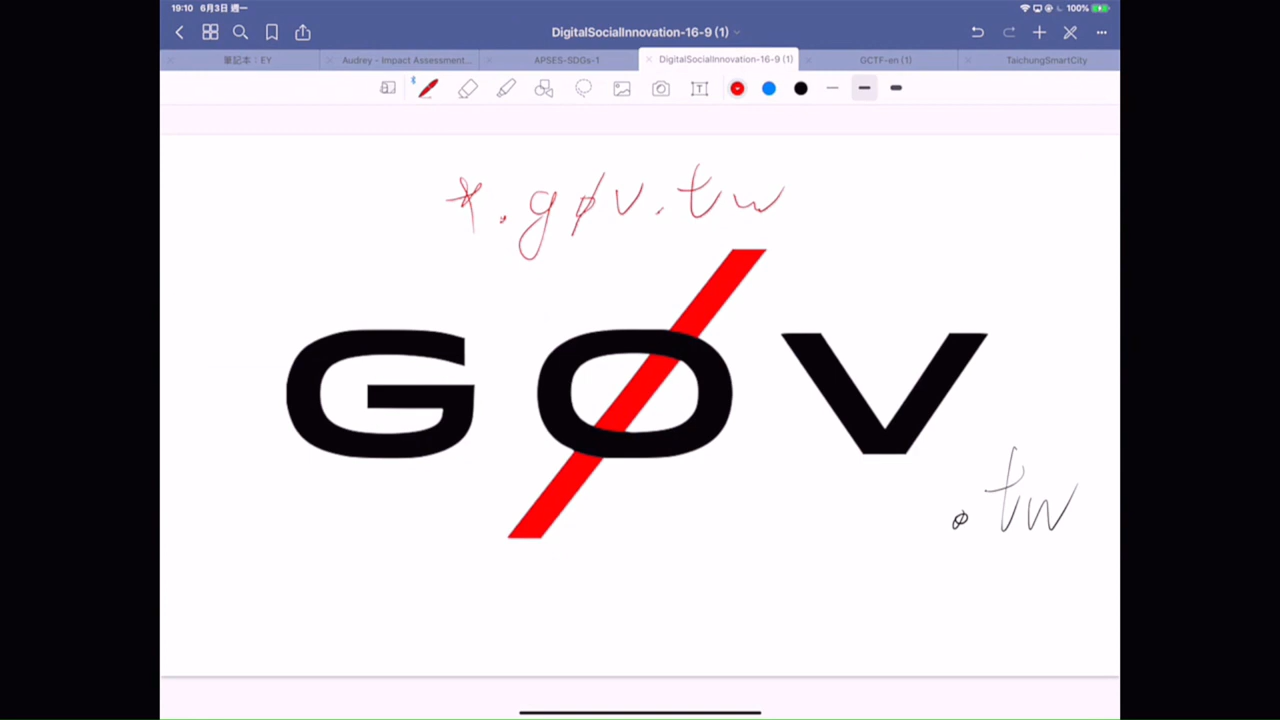 19:10 6月3日 週一 100%
DigitalSocialInnovation-16-9 (1)
筆記本：EY Audrey - Impact Assessment... APSES-SDGs-1 DigitalSocialInnovation-16-9 (1) GCTF-en (1) TaichungSmartCity
*.gøv.tw
GØV
.tw